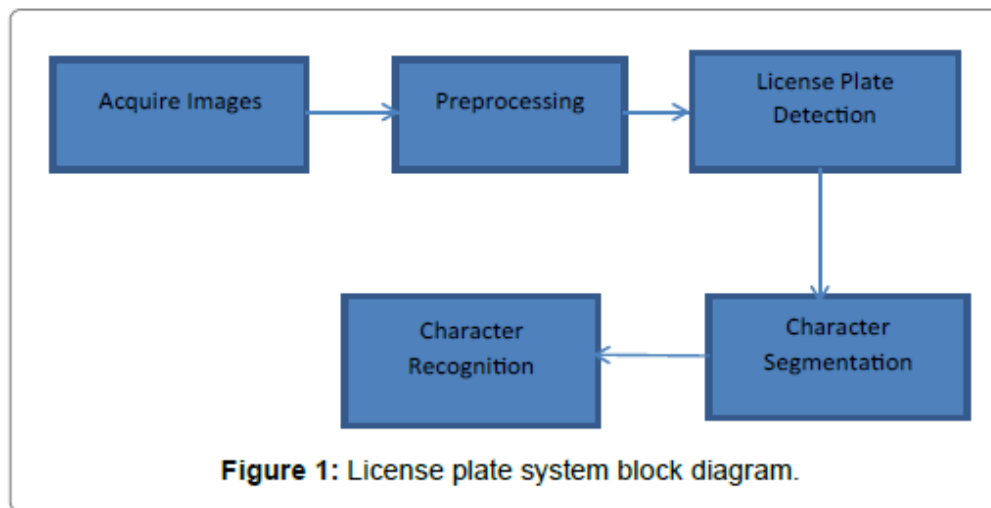 Acquire Images
Preprocessing
License Plate
Detection
Character
Segmentation
Character
Recognition
Figure 1: License plate system block diagram.